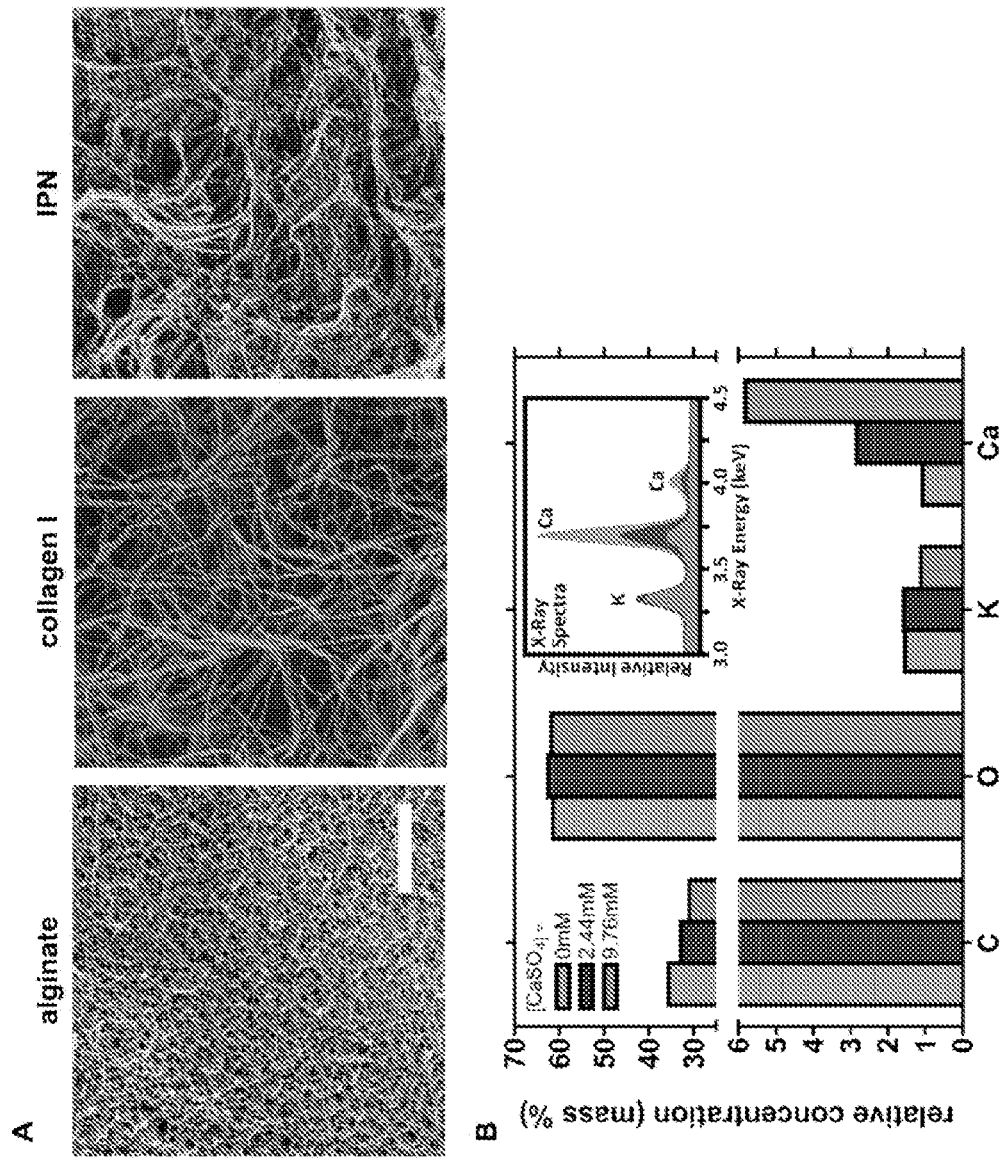 A
alginate
collagen I
IPN
B
relative concentration (mass %)
70
60
50
40
30
6
5
4
3
2
1
0
[CaSO4] =
0mM
2.44mM
9.76mM
X-Ray
Spectra
K
Ca
Ca
Relative Intensity
3.0
3.5
4.0
4.5
X-Ray Energy [keV]
C
O
K
Ca